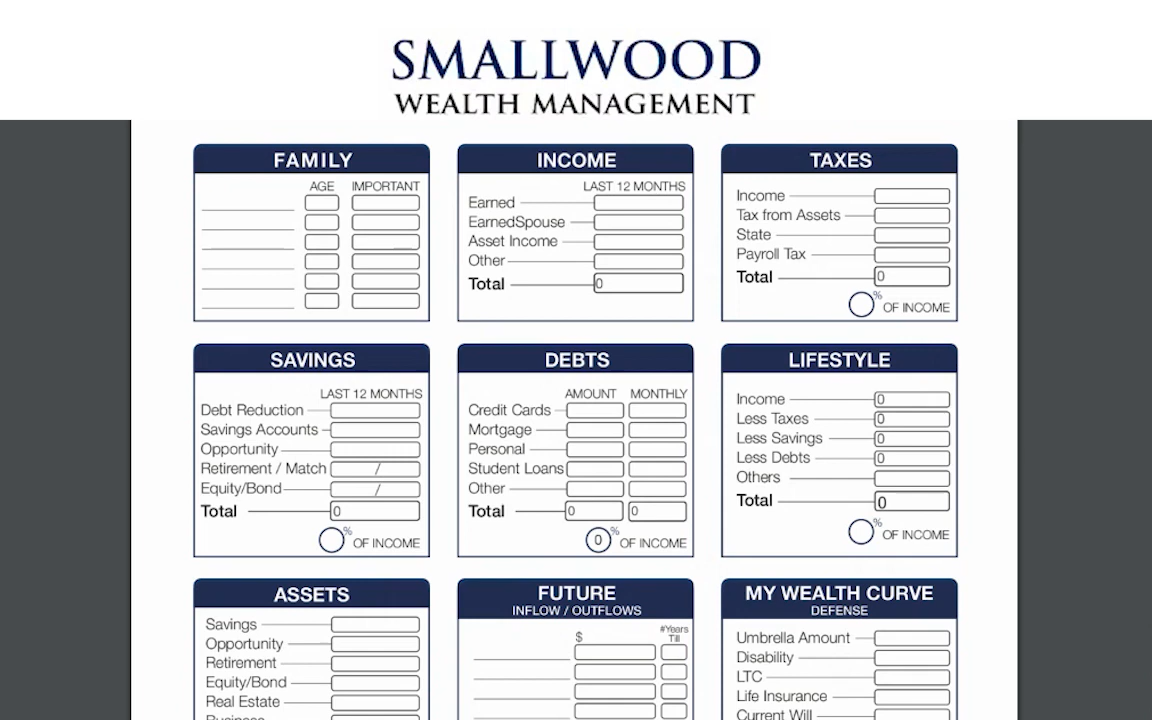 SMALLWOOD
WEALTH MANAGEMENT
FAMILY
AGE IMPORTANT
INCOME
LAST 12 MONTHS
Earned
EarnedSpouse
Asset Income
Other
Total 0
TAXES
Income
Tax from Assets
State
Payroll Tax
Total 0
% OF INCOME
SAVINGS
LAST 12 MONTHS
Debt Reduction
Savings Accounts
Opportunity
Retirement / Match /
Equity/Bond /
Total 0
% OF INCOME
DEBTS
AMOUNT MONTHLY
Credit Cards
Mortgage
Personal
Student Loans
Other
Total 0 0
0 % OF INCOME
LIFESTYLE
Income 0
Less Taxes 0
Less Savings 0
Less Debts 0
Others
Total 0
% OF INCOME
ASSETS
Savings
Opportunity
Retirement
Equity/Bond
Real Estate
Business
FUTURE
INFLOW / OUTFLOWS
$ #Years
Till
MY WEALTH CURVE
DEFENSE
Umbrella Amount
Disability
LTC
Life Insurance
Current Will